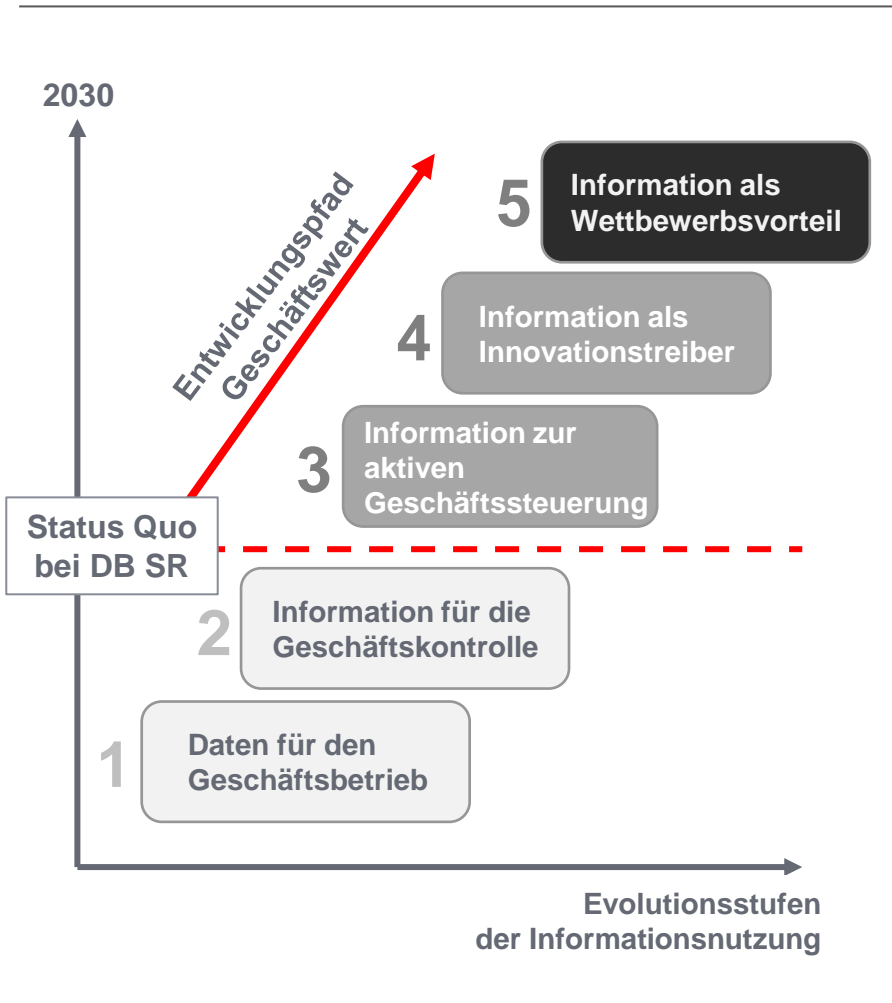 2030
Entwicklungspfad
Geschäftswert
5
Information als
Wettbewerbsvorteil
4
Information als
Innovationstreiber
3
Information zur
aktiven
Geschäftssteuerung
Status Quo
bei DB SR
2
Information für die
Geschäftskontrolle
1
Daten für den
Geschäftsbetrieb
Evolutionsstufen
der Informationsnutzung